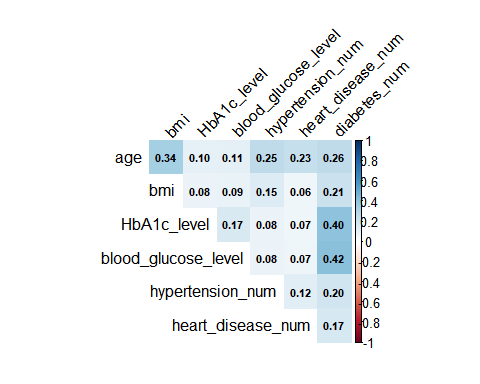 bmi
HbA1c_level
blood_glucose_level
hypertension_num
heart_disease_num
diabetes_num
age 0.34 0.10 0.11 0.25 0.23 0.26
bmi 0.08 0.09 0.15 0.06 0.21
HbA1c_level 0.17 0.08 0.07 0.40
blood_glucose_level 0.08 0.07 0.42
hypertension_num 0.12 0.20
heart_disease_num 0.17
1
0.8
0.6
0.4
0.2
0
-0.2
-0.4
-0.6
-0.8
-1